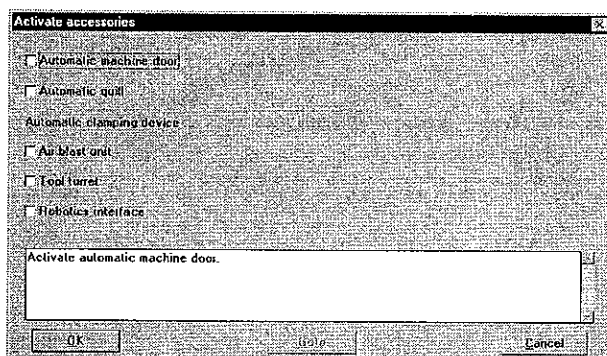 Activate accessories
Automatic machine door
Automatic quill
Automatic clamping device
Air blast unit
Tool turret
Robotics interface
Activate automatic machine door.
OK
Goto
Cancel